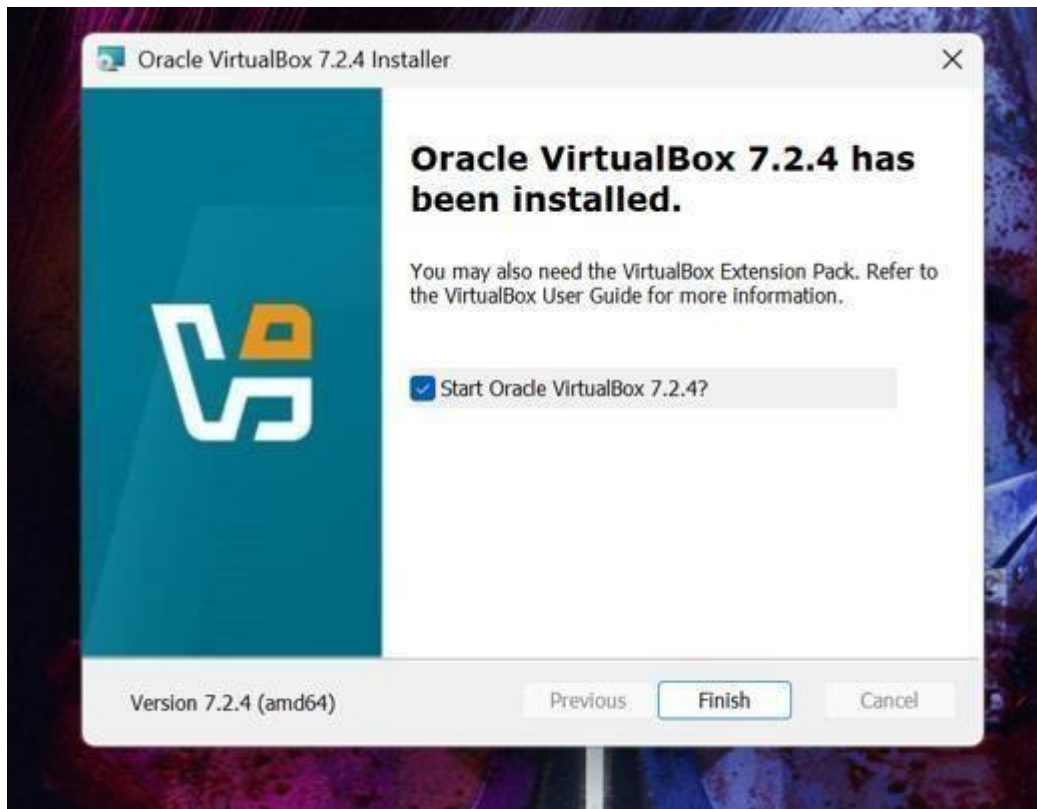 Oracle VirtualBox 7.2.4 Installer
Oracle VirtualBox 7.2.4 has
been installed.
You may also need the VirtualBox Extension Pack. Refer to
the VirtualBox User Guide for more information.
Start Oracle VirtualBox 7.2.4?
Version 7.2.4 (amd64)
Previous
Finish
Cancel